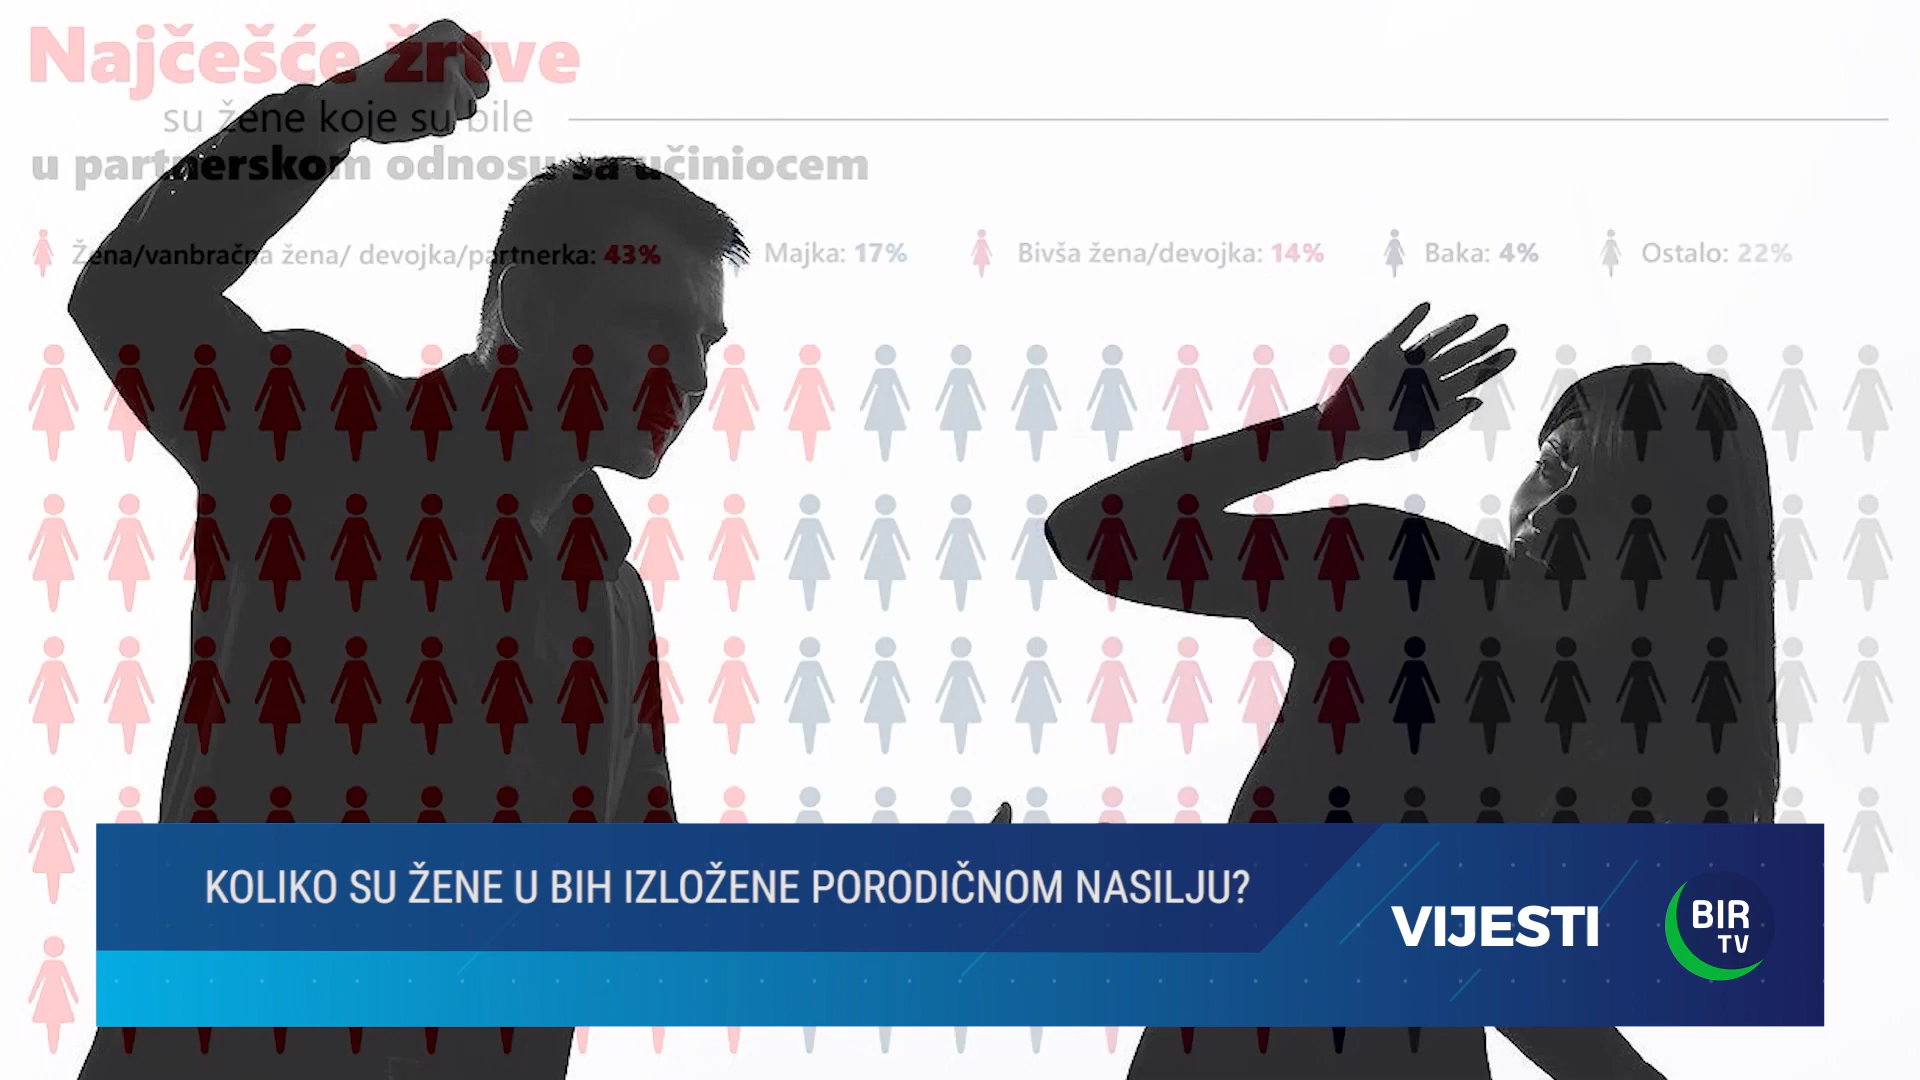 Najčešće žrtve
su žene koje su bile
u partnerskom odnosu sa učiniocem
Žena/vanbračna žena/ devojka/partnerka: 43% Majka: 17% Bivša žena/devojka: 14% Baka: 4% Ostalo: 22%
KOLIKO SU ŽENE U BIH IZLOŽENE PORODIČNOM NASILJU?
VIJESTI
BIR
TV